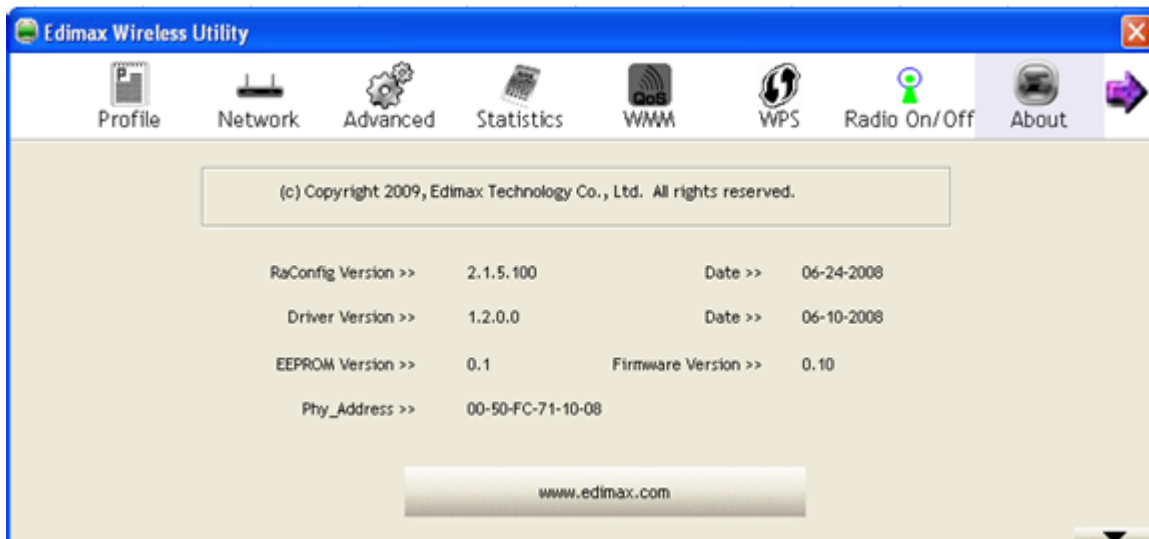 Edimax Wireless Utility
P
QoS
Profile Network Advanced Statistics WMM WPS Radio On/Off About
(c) Copyright 2009, Edimax Technology Co., Ltd. All rights reserved.
RaConfig Version >> 2.1.5.100 Date >> 06-24-2008
Driver Version >> 1.2.0.0 Date >> 06-10-2008
EEPROM Version >> 0.1 Firmware Version >> 0.10
Phy_Address >> 00-50-FC-71-10-08
www.edimax.com